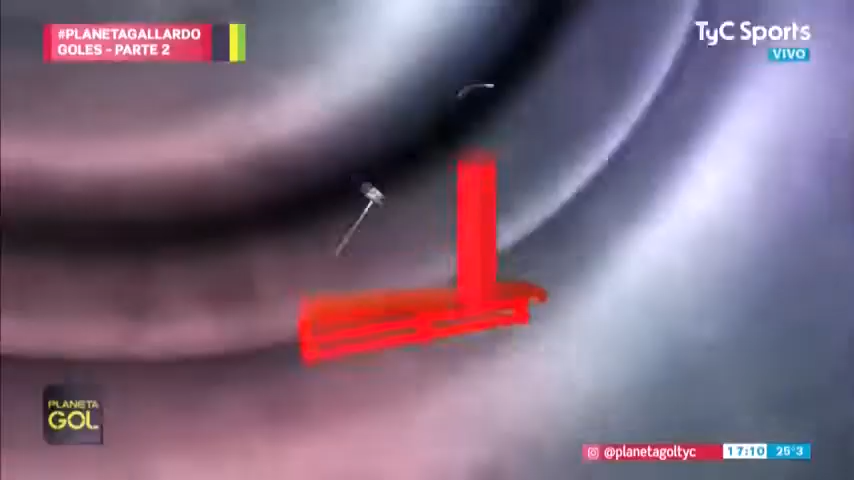 #PLANETAGALLARDO
GOLES - PARTE 2
TyC Sports
VIVO
PLANETA
GOL
@planetagoltyc
17:10
25°3